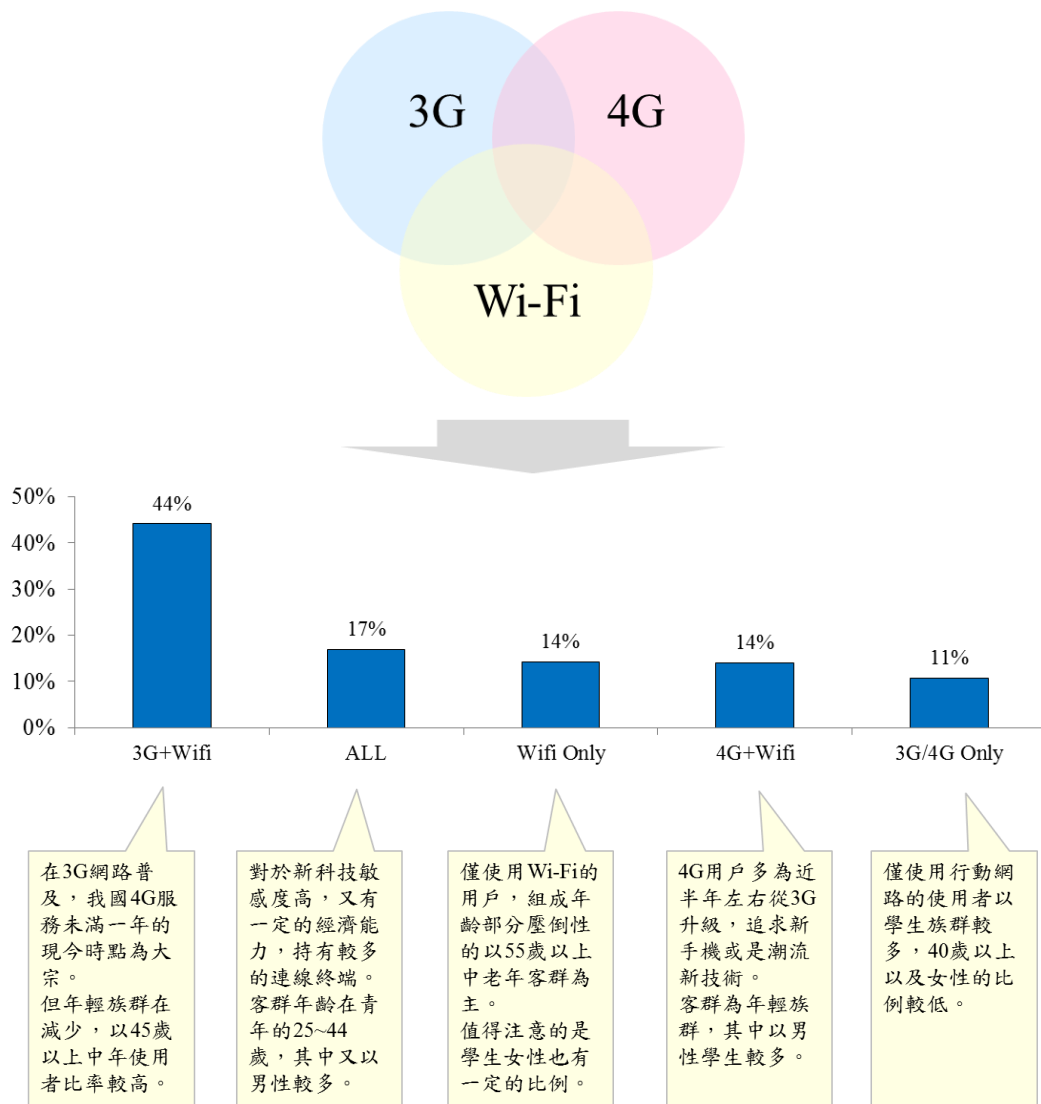 3G
4G
Wi-Fi
50%
40%
30%
20%
10%
0%
44%
17%
14%
14%
11%
3G+Wifi
ALL
Wifi Only
4G+Wifi
3G/4G Only
在3G網路普
及，我國4G服
務未滿一年的
現今時點為大
宗。
但年輕族群在
減少，以45歲
以上中年使用
者比率較高。
對於新科技敏
感度高，又有
一定的經濟能
力，持有較多
的連線終端。
客群年齡在青
年的25~44
歲，其中又以
男性較多。
僅使用Wi-Fi的
用戶，組成年
齡部分壓倒性
的以55歲以上
中老年客群為
主。
值得注意的是
學生女性也有
一定的比例。
4G用戶多為近
半年左右從3G
升級，追求新
手機或是潮流
新技術。
客群為年輕族
群，其中以男
性學生較多。
僅使用行動網
路的使用者以
學生族群較
多，40歲以上
以及女性的比
例較低。